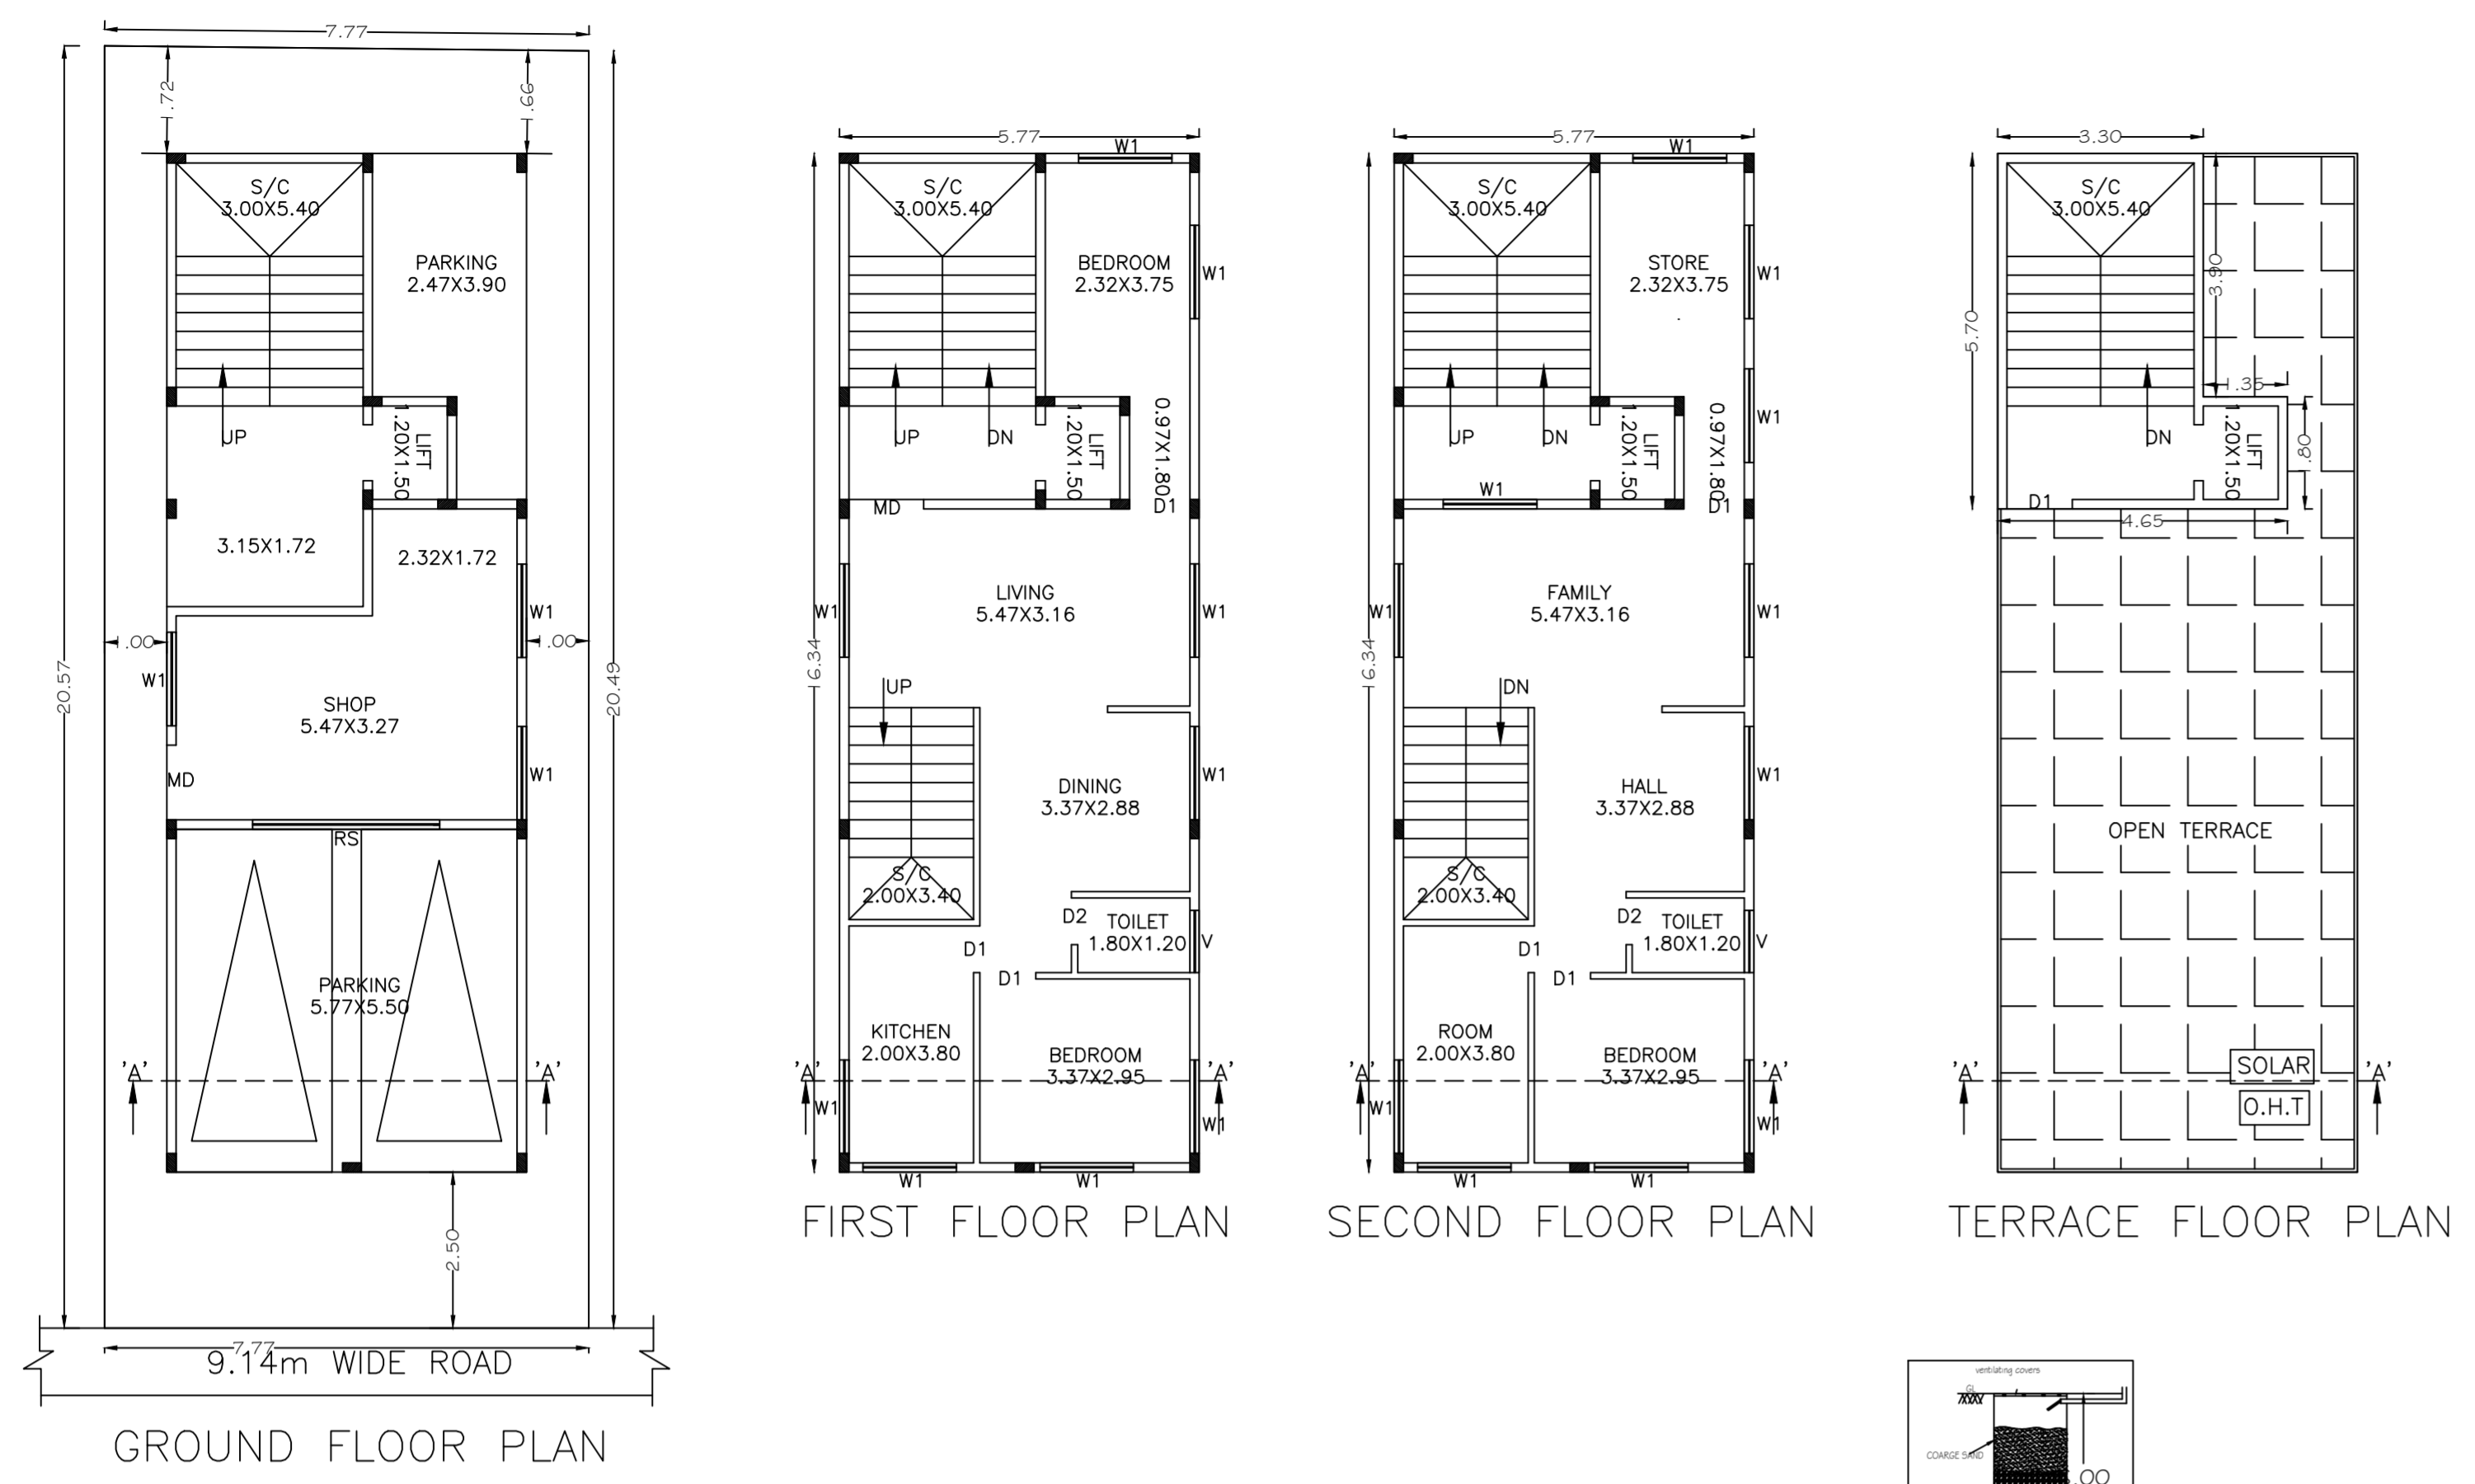 7.77
1.72
1.66
S/C
3.00X5.40
PARKING
2.47X3.90
UP
LIFT
1.20X1.50
3.15X1.72
2.32X1.72
W1
1.00
1.00
W1
20.57
20.49
SHOP
5.47X3.27
W1
MD
RS
PARKING
5.77X5.50
'A'
'A'
2.50
7.77
9.14m WIDE ROAD
GROUND FLOOR PLAN
5.77
W1
S/C
3.00X5.40
BEDROOM
2.32X3.75
W1
UP
DN
LIFT
1.20X1.50
0.97X1.80
MD
D1
LIVING
5.47X3.16
W1
W1
16.34
UP
DINING
3.37X2.88
W1
S/C
2.00X3.40
D2
TOILET
1.80X1.20
V
D1
D1
KITCHEN
2.00X3.80
BEDROOM
3.37X2.95
'A'
'A'
W1
W1
W1
W1
FIRST FLOOR PLAN
5.77
W1
S/C
3.00X5.40
STORE
2.32X3.75
W1
W1
UP
DN
LIFT
1.20X1.50
0.97X1.80
W1
D1
FAMILY
5.47X3.16
W1
W1
16.34
DN
HALL
3.37X2.88
W1
S/C
2.00X3.40
D2
TOILET
1.80X1.20
V
D1
D1
ROOM
2.00X3.80
BEDROOM
3.37X2.95
'A'
'A'
W1
W1
W1
W1
SECOND FLOOR PLAN
3.30
S/C
3.00X5.40
3.90
5.70
1.35
DN
LIFT
1.20X1.50
1.80
D1
4.65
OPEN TERRACE
SOLAR
'A'
'A'
O.H.T
TERRACE FLOOR PLAN
ventilating covers
GL
COARGE SAND